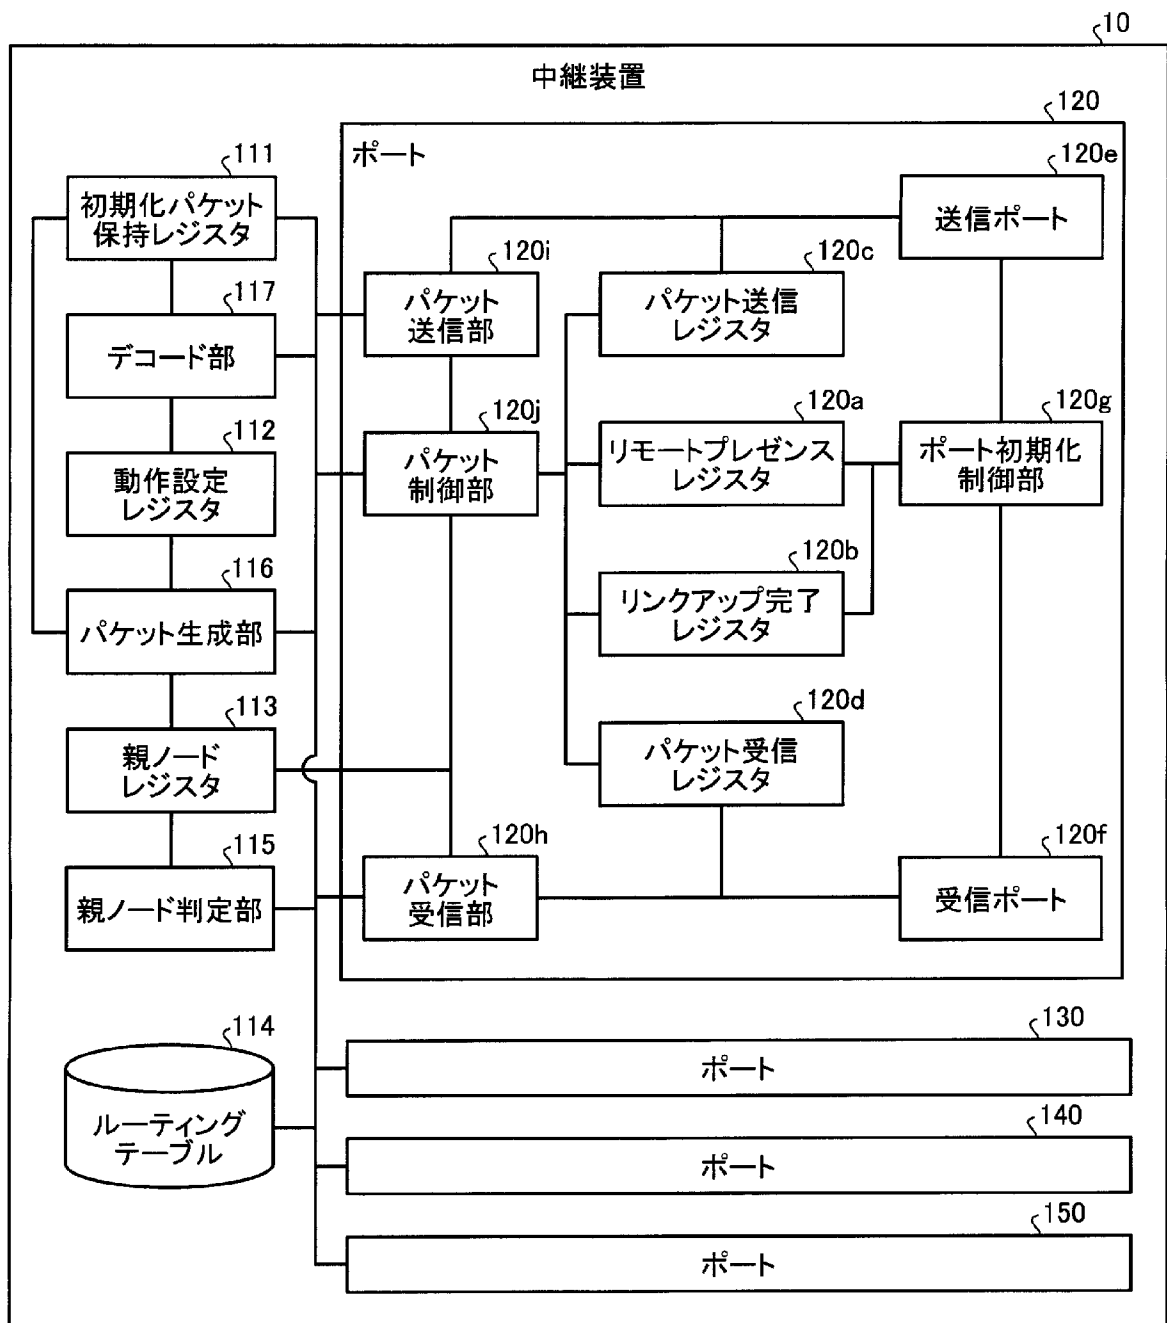 10
中継装置
120
ポート
111
初期化パケット
保持レジスタ
117
デコード部
112
動作設定
レジスタ
116
パケット生成部
113
親ノード
レジスタ
115
親ノード判定部
114
ルーティング
テーブル
120e
送信ポート
120i
パケット
送信部
120c
パケット送信
レジスタ
120j
パケット
制御部
120a
リモートプレゼンス
レジスタ
120g
ポート初期化
制御部
120b
リンクアップ完了
レジスタ
120d
パケット受信
レジスタ
120h
パケット
受信部
120f
受信ポート
130
ポート
140
ポート
150
ポート